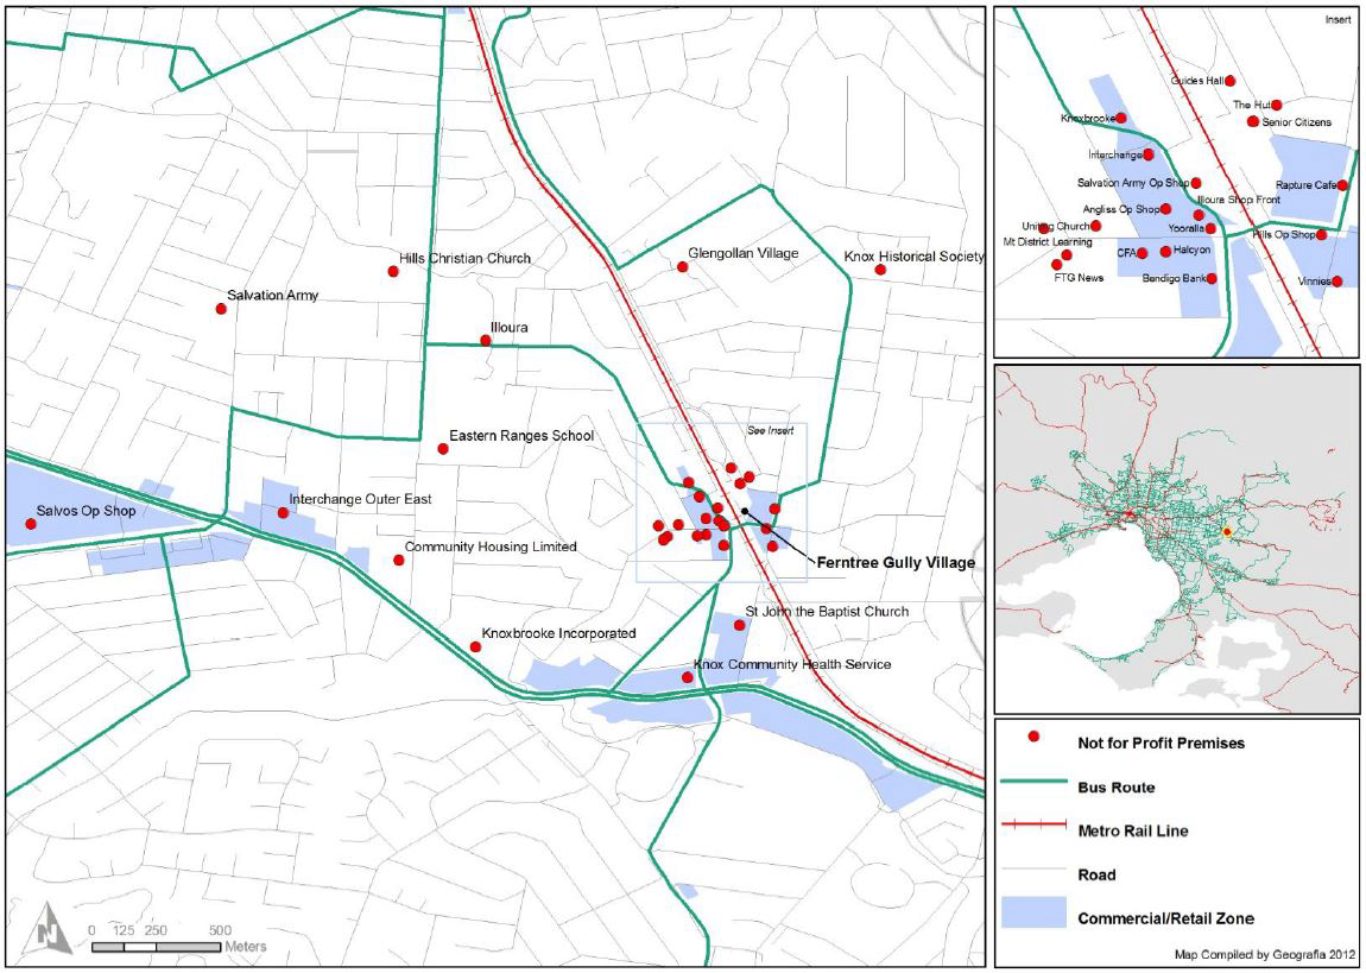 Glengollan Village
Knox Historical Society
Hills Christian Church
Salvation Army
Illoura
See Insert
Eastern Ranges School
Interchange Outer East
Salvos Op Shop
Community Housing Limited
Ferntree Gully Village
St John the Baptist Church
Knoxbrooke Incorporated
Knox Community Health Service
N
0 125 250 500
Meters
Insert
Guides Hall
The Hut
Knoxbrooke
Senior Citizens
Interchange
Salvation Army Op Shop
Rapture Cafe
Illoura Shop Front
Angliss Op Shop
Uniting Church
Yooralla
Hills Op Shop
Mt District Learning
CFA
Halcyon
FTG News
Bendigo Bank
Vinnies
Not for Profit Premises
Bus Route
Metro Rail Line
Road
Commercial/Retail Zone
Map Compiled by Geografia 2012